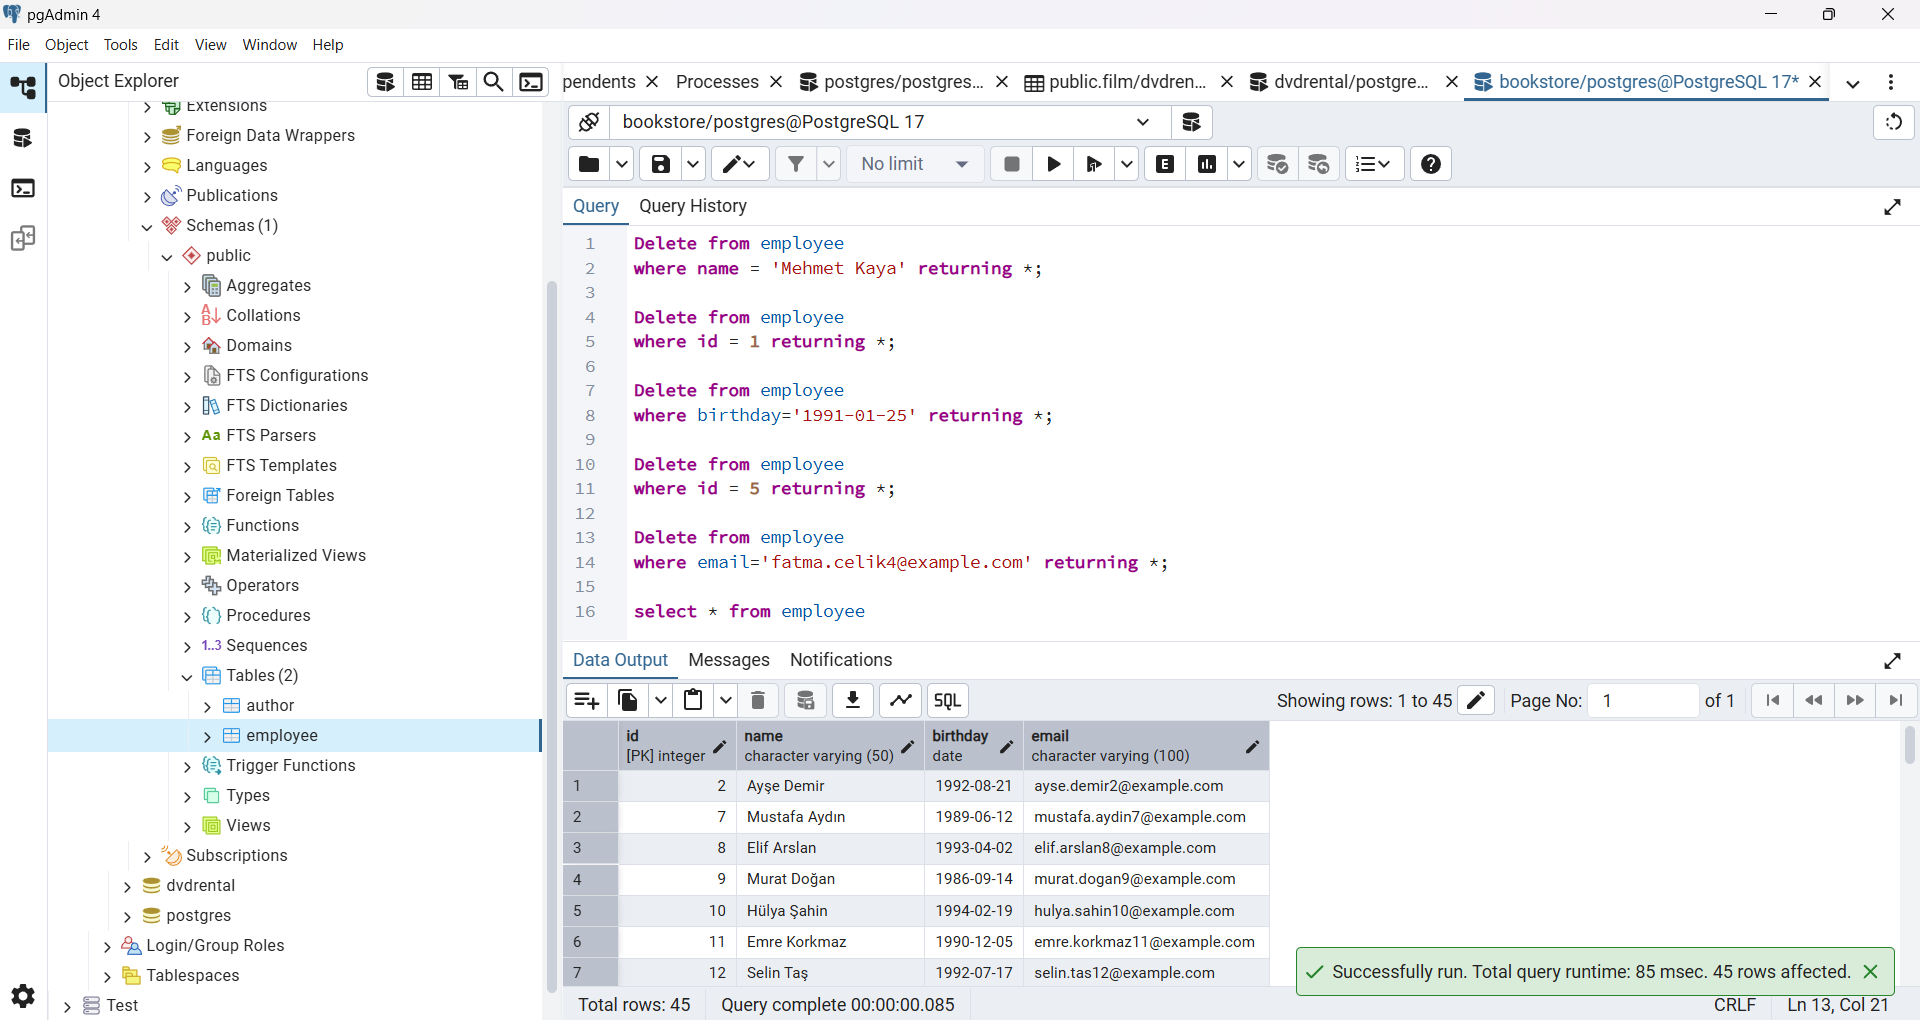 pgAdmin 4
File Object Tools Edit View Window Help
Object Explorer
pendents Processes postgres/postgres... public.film/dvdren... dvdrental/postgre... bookstore/postgres@PostgreSQL 17*
Extensions
Foreign Data Wrappers
Languages
Publications
Schemas (1)
public
Aggregates
Collations
Domains
FTS Configurations
FTS Dictionaries
Aa FTS Parsers
FTS Templates
Foreign Tables
Functions
Materialized Views
Operators
Procedures
1..3 Sequences
Tables (2)
author
employee
Trigger Functions
Types
Views
Subscriptions
dvdrental
postgres
Login/Group Roles
Tablespaces
Test
bookstore/postgres@PostgreSQL 17
No limit
E
Query Query History
1 Delete from employee
2 where name = 'Mehmet Kaya' returning *;
3
4 Delete from employee
5 where id = 1 returning *;
6
7 Delete from employee
8 where birthday='1991-01-25' returning *;
9
10 Delete from employee
11 where id = 5 returning *;
12
13 Delete from employee
14 where email='fatma.celik4@example.com' returning *;
15
16 select * from employee
Data Output Messages Notifications
SQL Showing rows: 1 to 45 Page No: 1 of 1
id name birthday email
[PK] integer character varying (50) date character varying (100)
1 2 Ayşe Demir 1992-08-21 ayse.demir2@example.com
2 7 Mustafa Aydın 1989-06-12 mustafa.aydin7@example.com
3 8 Elif Arslan 1993-04-02 elif.arslan8@example.com
4 9 Murat Doğan 1986-09-14 murat.dogan9@example.com
5 10 Hülya Şahin 1994-02-19 hulya.sahin10@example.com
6 11 Emre Korkmaz 1990-12-05 emre.korkmaz11@example.com
7 12 Selin Taş 1992-07-17 selin.tas12@example.com
Successfully run. Total query runtime: 85 msec. 45 rows affected.
Total rows: 45 Query complete 00:00:00.085 CRLF Ln 13, Col 21